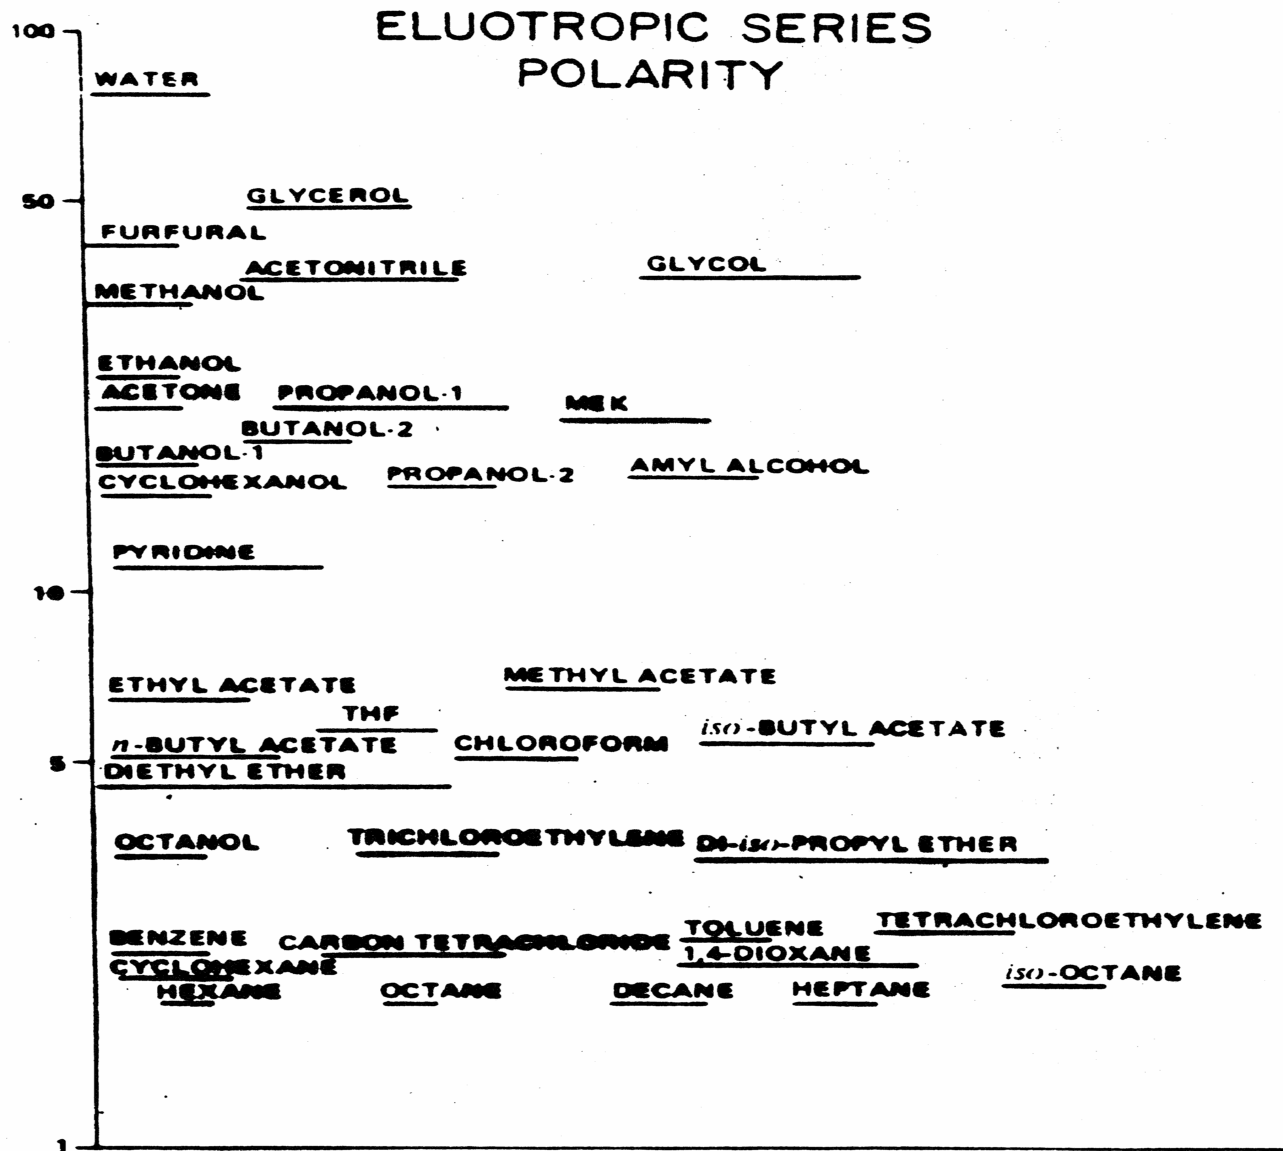 ELUOTROPIC SERIES
POLARITY
100
WATER
50
GLYCEROL
FURFURAL
ACETONITRILE GLYCOL
METHANOL
ETHANOL
ACETONE PROPANOL-1 MEK
BUTANOL-2
BUTANOL-1
CYCLOHEXANOL PROPANOL-2 AMYL ALCOHOL
PYRIDINE
10
ETHYL ACETATE METHYL ACETATE
THF
n-BUTYL ACETATE CHLOROFORM iso-BUTYL ACETATE
5
DIETHYL ETHER
OCTANOL TRICHLOROETHYLENE DI-iso-PROPYL ETHER
BENZENE CARBON TETRACHLORIDE TOLUENE TETRACHLOROETHYLENE
CYCLOHEXANE 1,4-DIOXANE iso-OCTANE
HEXANE OCTANE DECANE HEPTANE
1